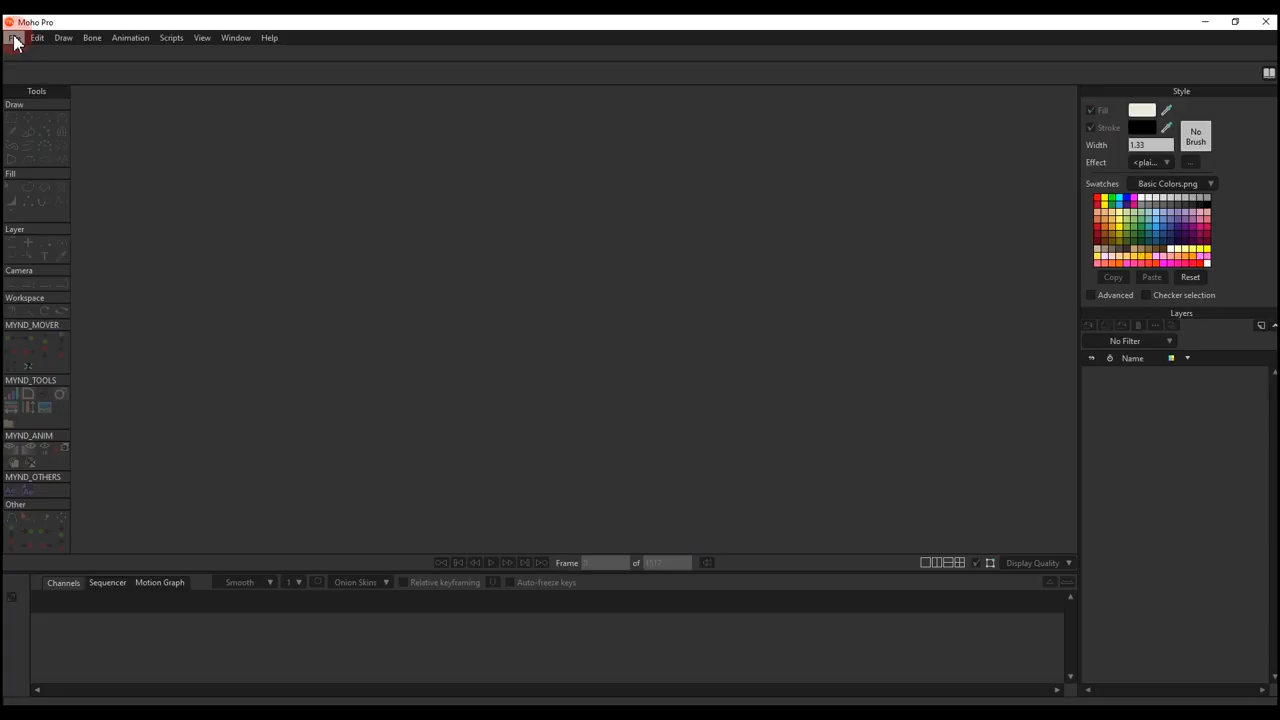 Moho Pro
Edit Draw Bone Animation Scripts View Window Help
Tools
Draw
Fill
Layer
Camera
Workspace
MYND_MOVER
MYND_TOOLS
MYND_ANIM
MYND_OTHERS
Other
Style
Fill
Stroke
No Brush
Width 1.33
Effect <plai... ...
Swatches Basic Colors.png
Copy Paste Reset
Advanced Checker selection
Layers
No Filter
Name
Frame of Display Quality
Channels Sequencer Motion Graph Smooth 1 Onion Skins Relative keyframing Auto-freeze keys